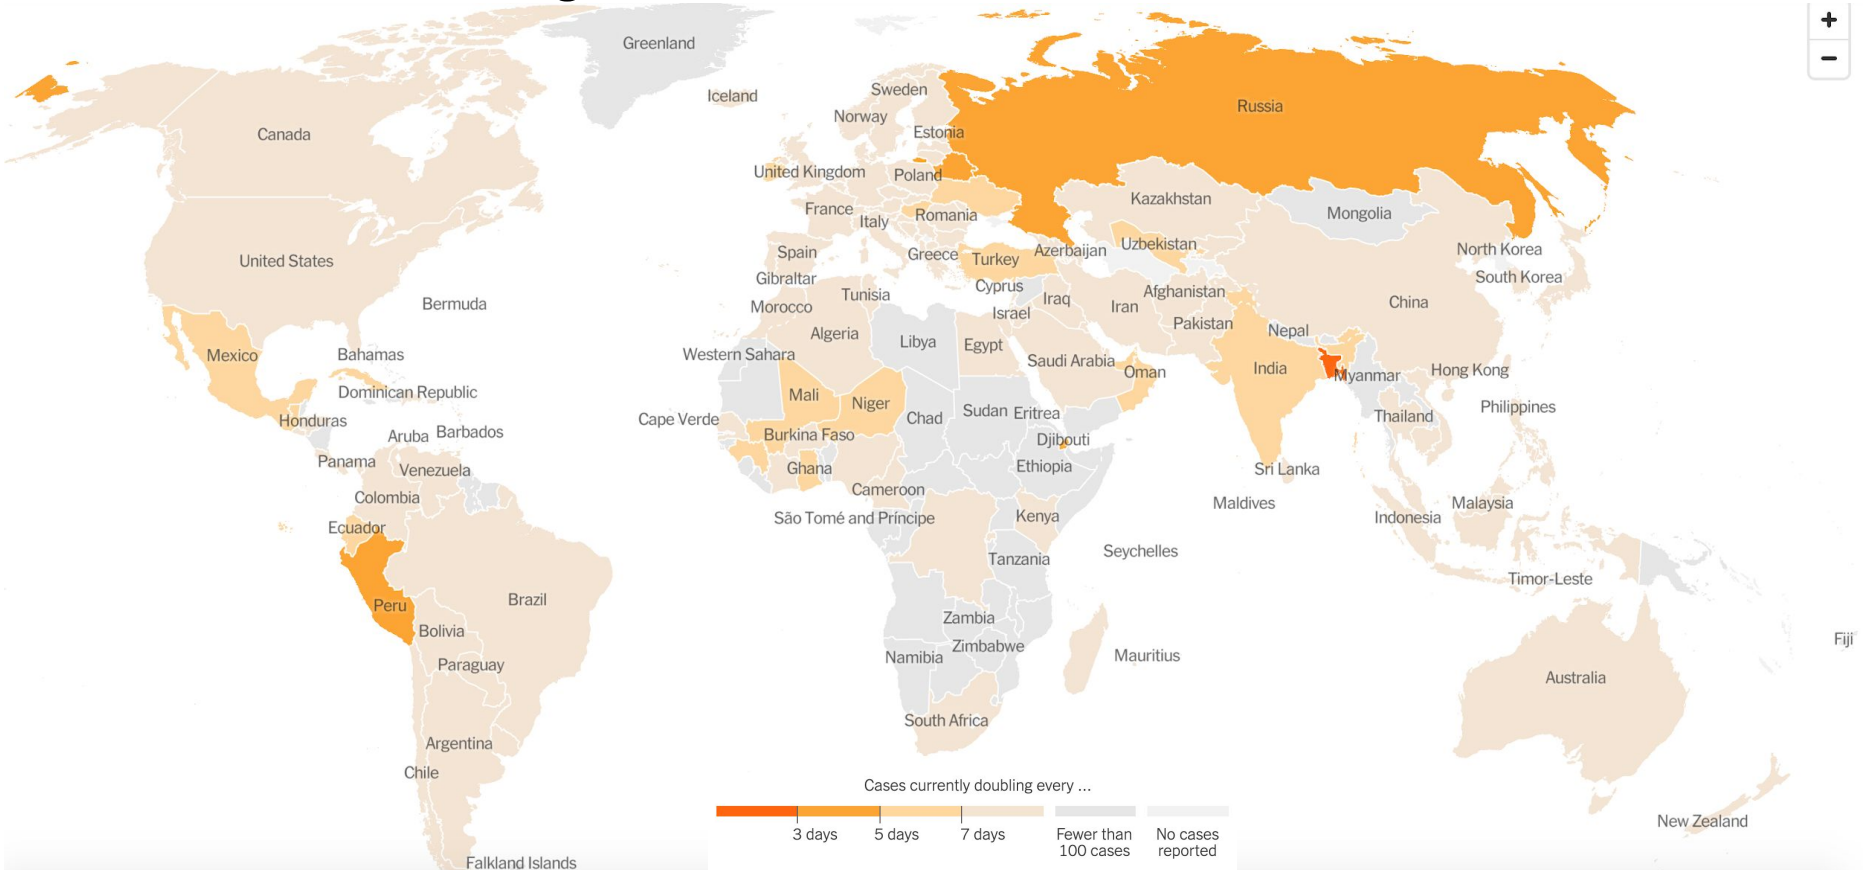 +
−
Greenland
Sweden
Iceland
Russia
Norway
Canada
Estonia
United Kingdom
Poland
Kazakhstan
France
Mongolia
Romania
Italy
Uzbekistan
North Korea
Azerbaijan
Spain
Greece
Turkey
United States
South Korea
Gibraltar
Cyprus
Afghanistan
Tunisia
Iraq
China
Bermuda
Morocco
Iran
Israel
Pakistan
Nepal
Algeria
Libya
Egypt
Mexico
Bahamas
Western Sahara
Saudi Arabia
India
Hong Kong
Oman
Myanmar
Dominican Republic
Mali
Niger
Philippines
Sudan
Eritrea
Thailand
Chad
Cape Verde
Honduras
Barbados
Aruba
Burkina Faso
Djibouti
Panama
Ethiopia
Ghana
Venezuela
Sri Lanka
Cameroon
Colombia
Maldives
Malaysia
São Tomé and Príncipe
Kenya
Indonesia
Ecuador
Seychelles
Tanzania
Timor-Leste
Brazil
Peru
Zambia
Bolivia
Fiji
Zimbabwe
Namibia
Mauritius
Paraguay
Australia
South Africa
Argentina
Chile
New Zealand
Falkland Islands
Cases currently doubling every ...
3 days
5 days
7 days
Fewer than
100 cases
No cases
reported